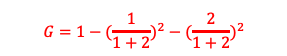 G = 1 − (1/(1 + 2))² − (2/(1 + 2))²